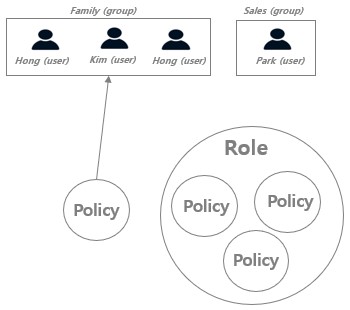 Family (group)
Sales (group)
Hong (user)
Kim (user)
Hong (user)
Park (user)
Policy
Role
Policy
Policy
Policy